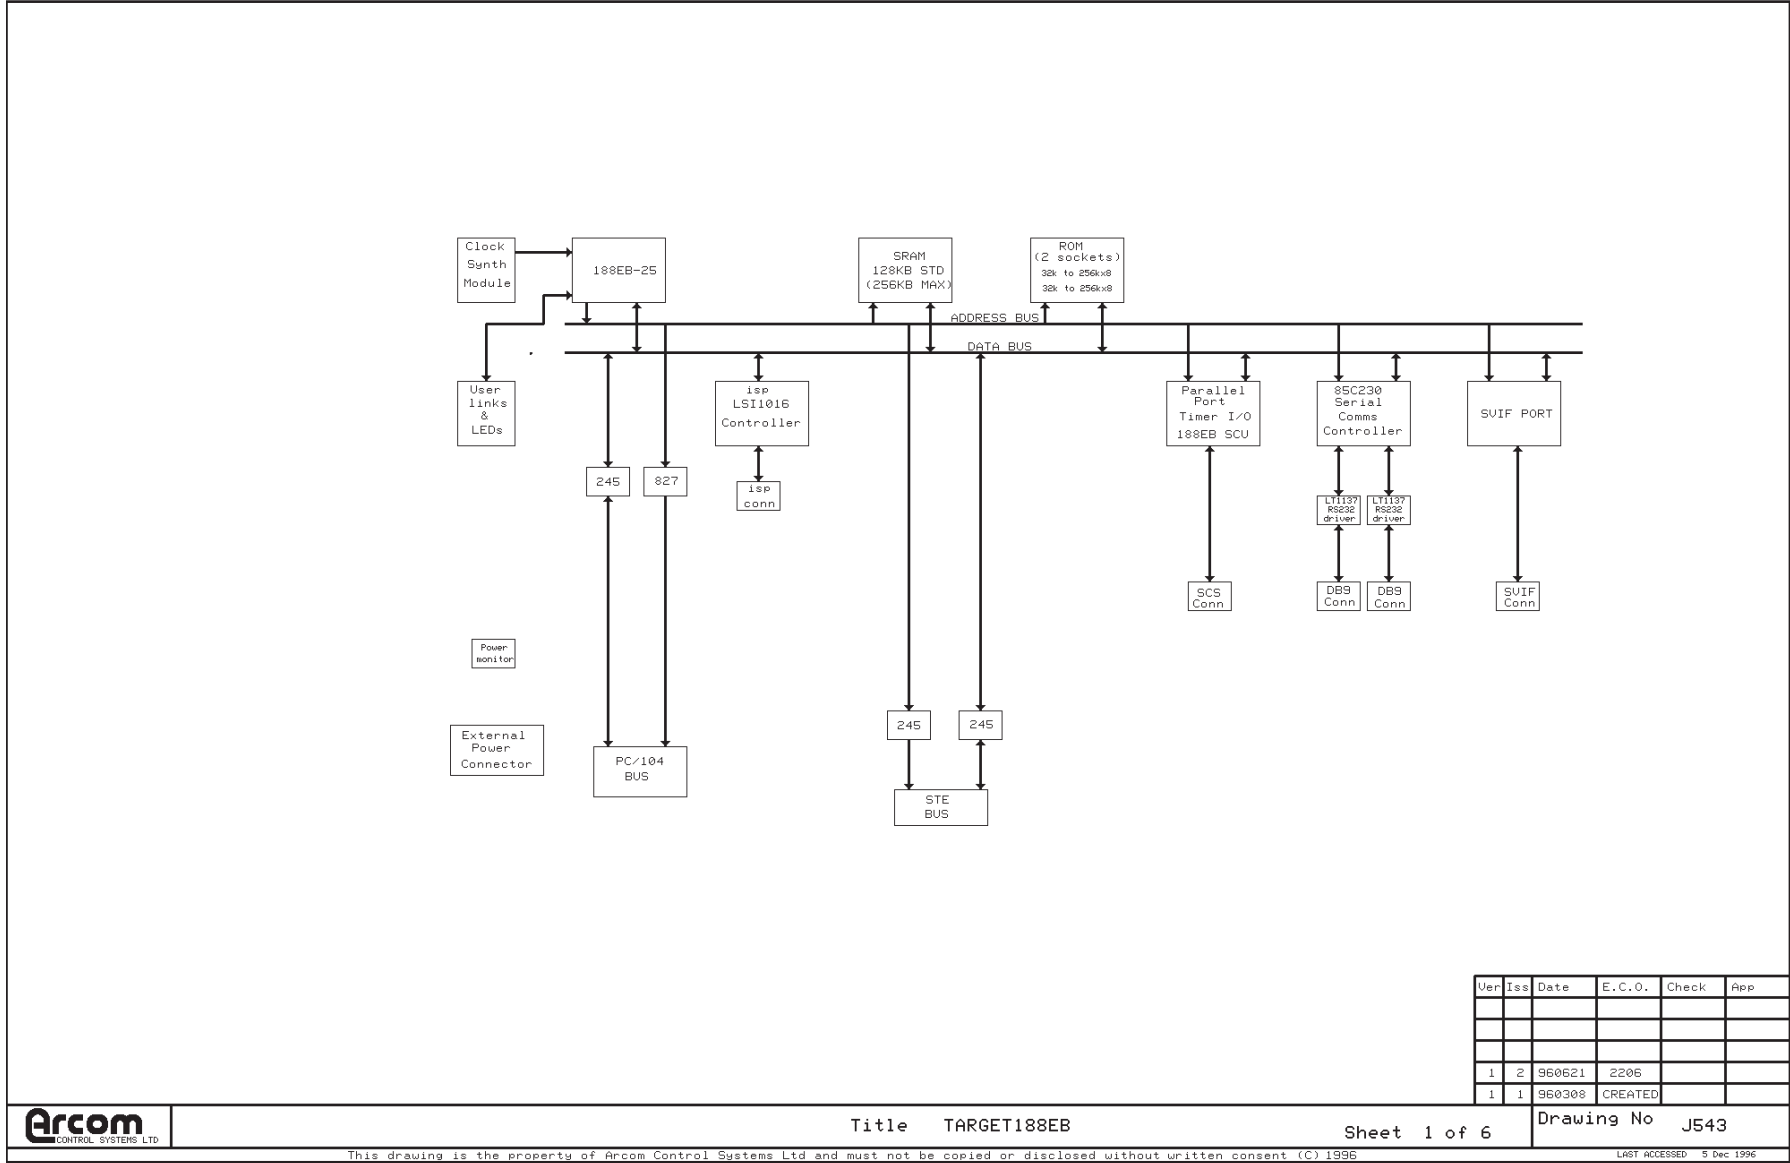 Clock
Synth
Module
188EB-25
SRAM
128KB STD
(256KB MAX)
ROM
(2 sockets)
32k to 256kx8
32k to 256kx8
ADDRESS BUS
DATA BUS
User
links
&
LEDs
isp
LSI1016
Controller
Parallel
Port
Timer I/O
188EB SCU
85C230
Serial
Comms
Controller
SVIF PORT
245
827
isp
conn
LT1137
RS232
driver
LT1137
RS232
driver
SCS
Conn
DB9
Conn
DB9
Conn
SVIF
Conn
Power
monitor
External
Power
Connector
PC/104
BUS
245
245
STE
BUS
Ver Iss Date E.C.O. Check App
1 2 960621 2206
1 1 960308 CREATED
Arcom
CONTROL SYSTEMS LTD
Title TARGET188EB
Sheet 1 of 6
Drawing No J543
This drawing is the property of Arcom Control Systems Ltd and must not be copied or disclosed without written consent (C) 1996
LAST ACCESSED 5 Dec 1996